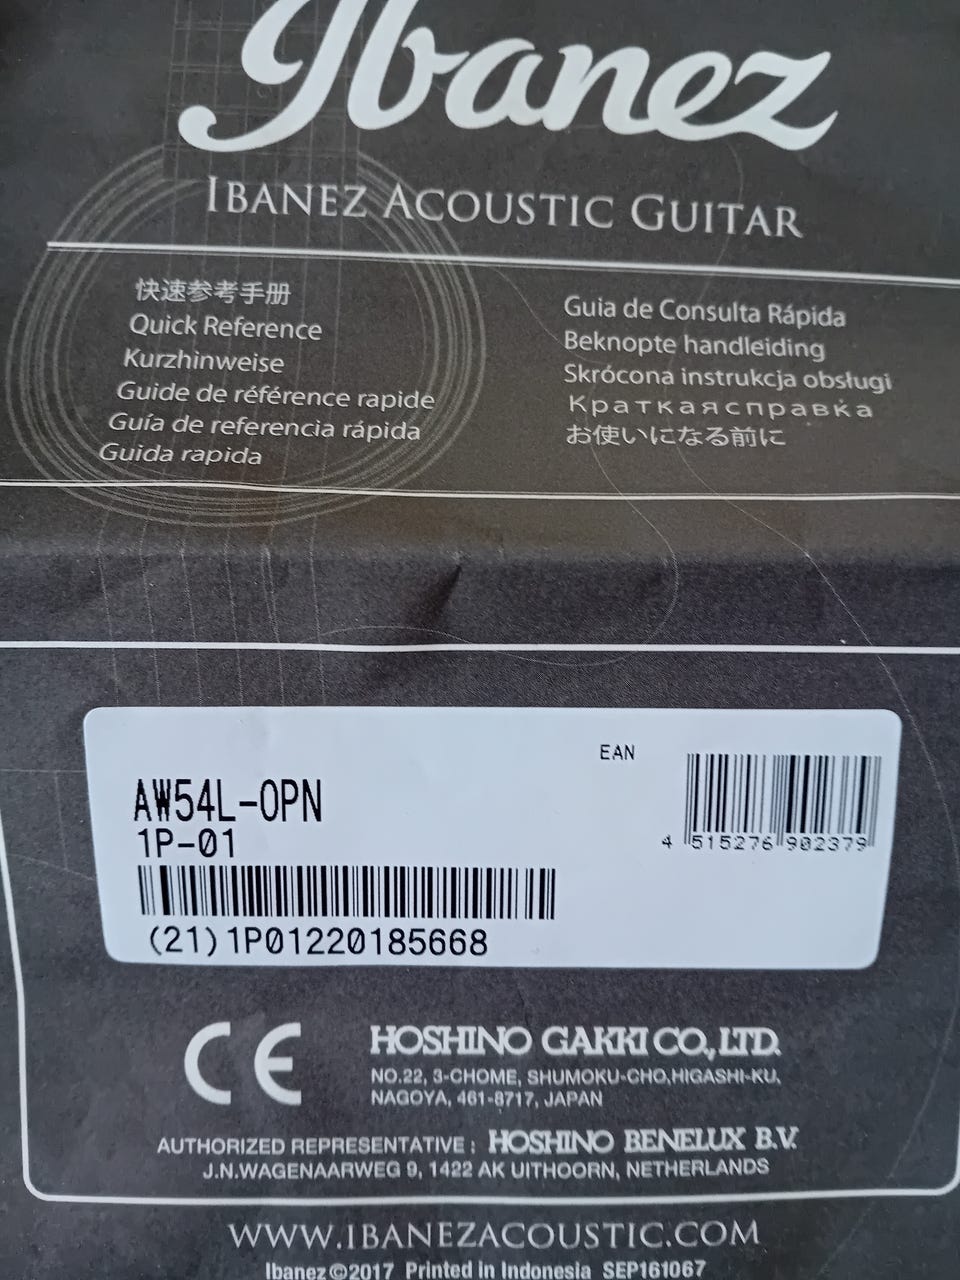 Ibanez
IBANEZ ACOUSTIC GUITAR
快速参考手册
Quick Reference
Kurzhinweise
Guide de référence rapide
Guía de referencia rápida
Guida rapida
Guia de Consulta Rápida
Beknopte handleiding
Skrócona instrukcja obsługi
Краткая справка
お使いになる前に
EAN
AW54L-OPN
1P-01
4 515276 902379
(21)1P01220185668
CE
HOSHINO GAKKI CO., LTD.
NO.22, 3-CHOME, SHUMOKU-CHO,HIGASHI-KU,
NAGOYA, 461-8717, JAPAN
AUTHORIZED REPRESENTATIVE : HOSHINO BENELUX B.V.
J.N.WAGENAARWEG 9, 1422 AK UITHOORN, NETHERLANDS
WWW.IBANEZACOUSTIC.COM
Ibanez©2017 Printed in Indonesia SEP161067